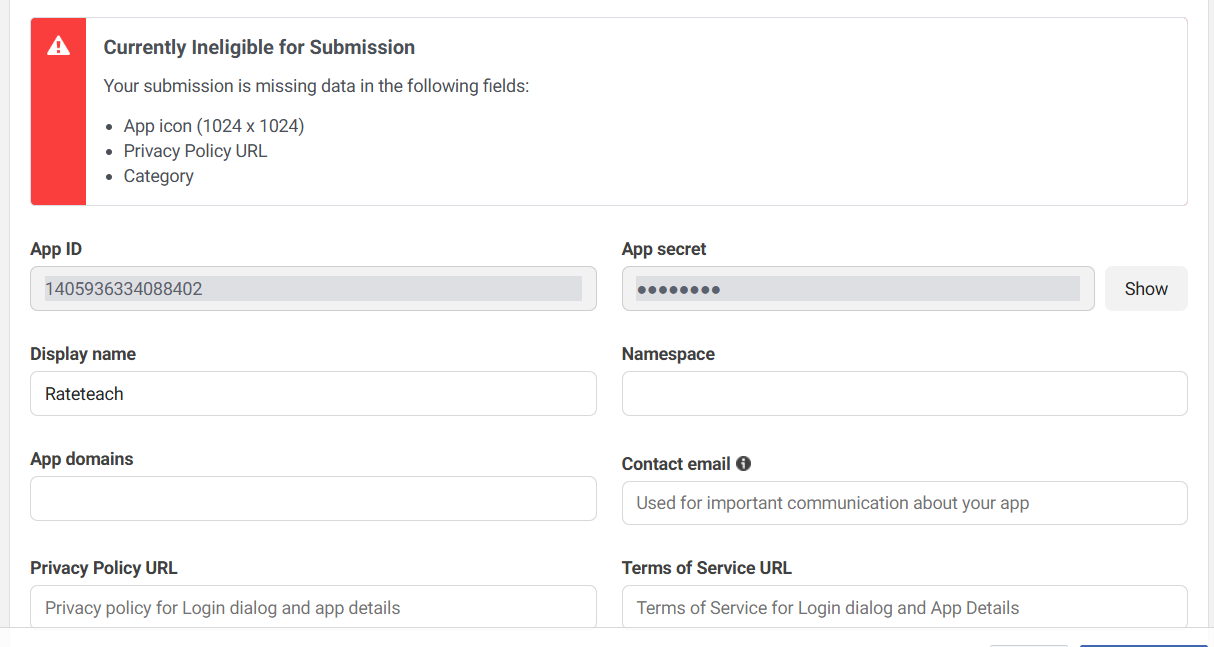 Currently Ineligible for Submission
Your submission is missing data in the following fields:
App icon (1024 x 1024)
Privacy Policy URL
Category
App ID
App secret
1405936334088402
●●●●●●●●
Show
Display name
Namespace
Rateteach
App domains
Contact email
Used for important communication about your app
Privacy Policy URL
Terms of Service URL
Privacy policy for Login dialog and app details
Terms of Service for Login dialog and App Details